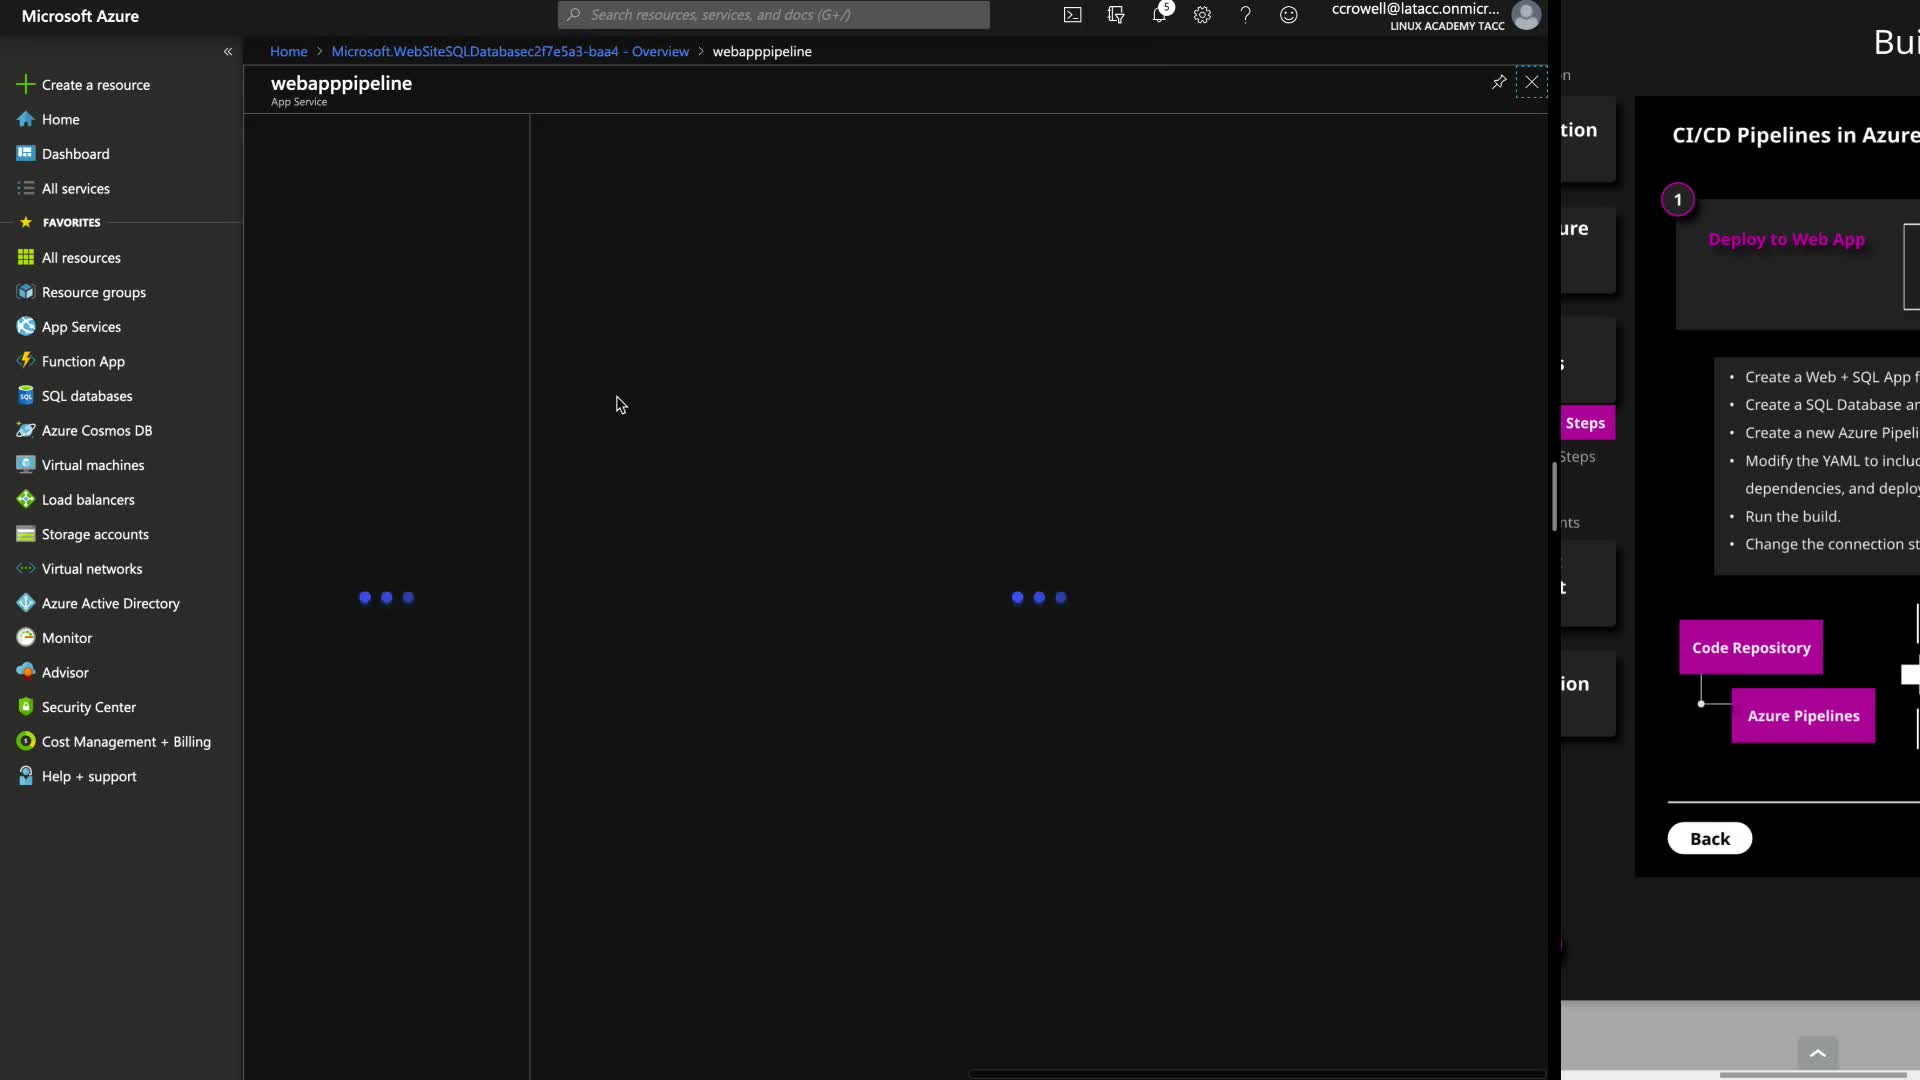 Microsoft Azure
Search resources, services, and docs (G+/)
5
ccrowell@latacc.onmicr...
LINUX ACADEMY TACC
Home > Microsoft.WebSiteSQLDatabasec2f7e5a3-baa4 - Overview > webapppipeline
webapppipeline
App Service
Create a resource
Home
Dashboard
All services
FAVORITES
All resources
Resource groups
App Services
Function App
SQL databases
Azure Cosmos DB
Virtual machines
Load balancers
Storage accounts
Virtual networks
Azure Active Directory
Monitor
Advisor
Security Center
Cost Management + Billing
Help + support
Bui
on
tion
ure
s
Steps
Steps
nts
t
ion
CI/CD Pipelines in Azure
1
Deploy to Web App
• Create a Web + SQL App f
• Create a SQL Database an
• Create a new Azure Pipeli
• Modify the YAML to includ
dependencies, and deploy
• Run the build.
• Change the connection st
Code Repository
Azure Pipelines
Back